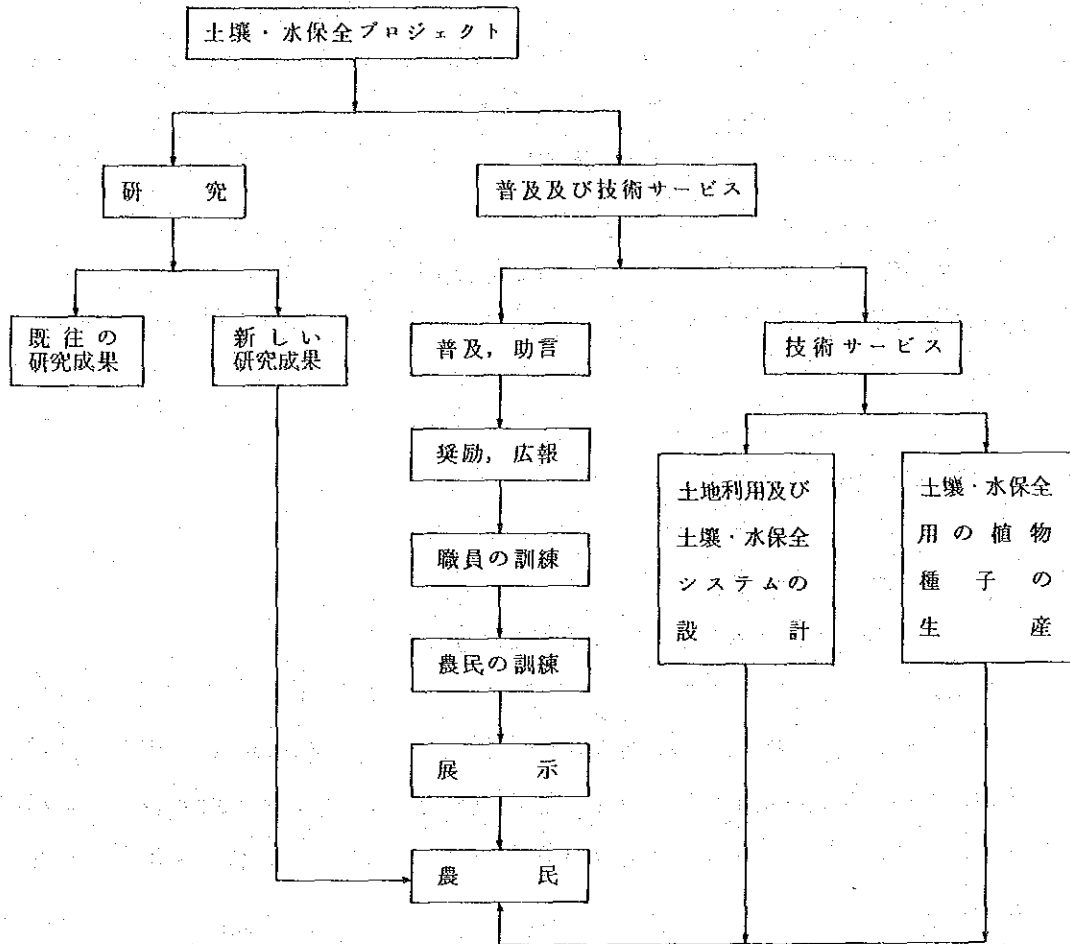 土壌・水保全プロジェクト
研究
普及及び技術サービス
既往の
研究成果
新しい
研究成果
普及，助言
技術サービス
奨励，広報
土地利用及び
土壌・水保全
システムの
設計
土壌・水保全
用の植物
種子の
生産
職員の訓練
農民の訓練
展示
農民